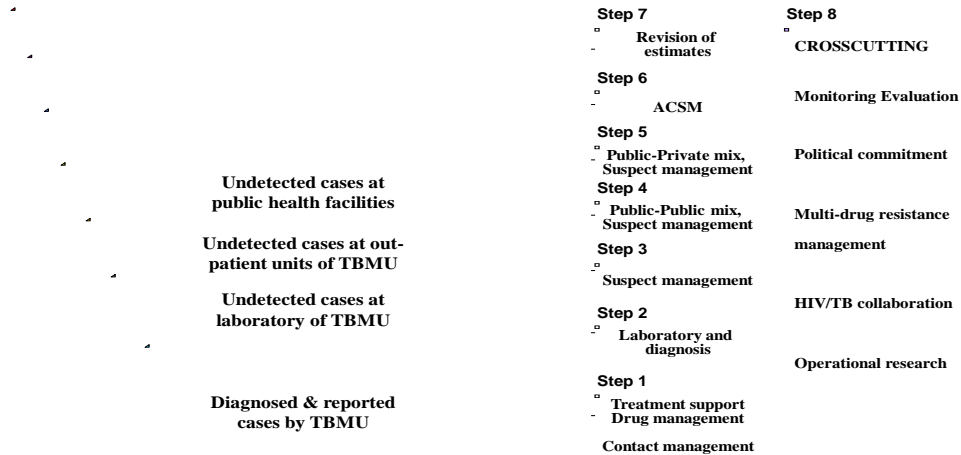 Undetected cases at
public health facilities
Undetected cases at out-
patient units of TBMU
Undetected cases at
laboratory of TBMU
Diagnosed & reported
cases by TBMU
Step 7
Revision of
estimates
Step 6
ACSM
Step 5
Public-Private mix,
Suspect management
Step 4
Public-Public mix,
Suspect management
Step 3
Suspect management
Step 2
Laboratory and
diagnosis
Step 1
Treatment support
Drug management
Contact management
Step 8
CROSSCUTTING
Monitoring Evaluation
Political commitment
Multi-drug resistance
management
HIV/TB collaboration
Operational research